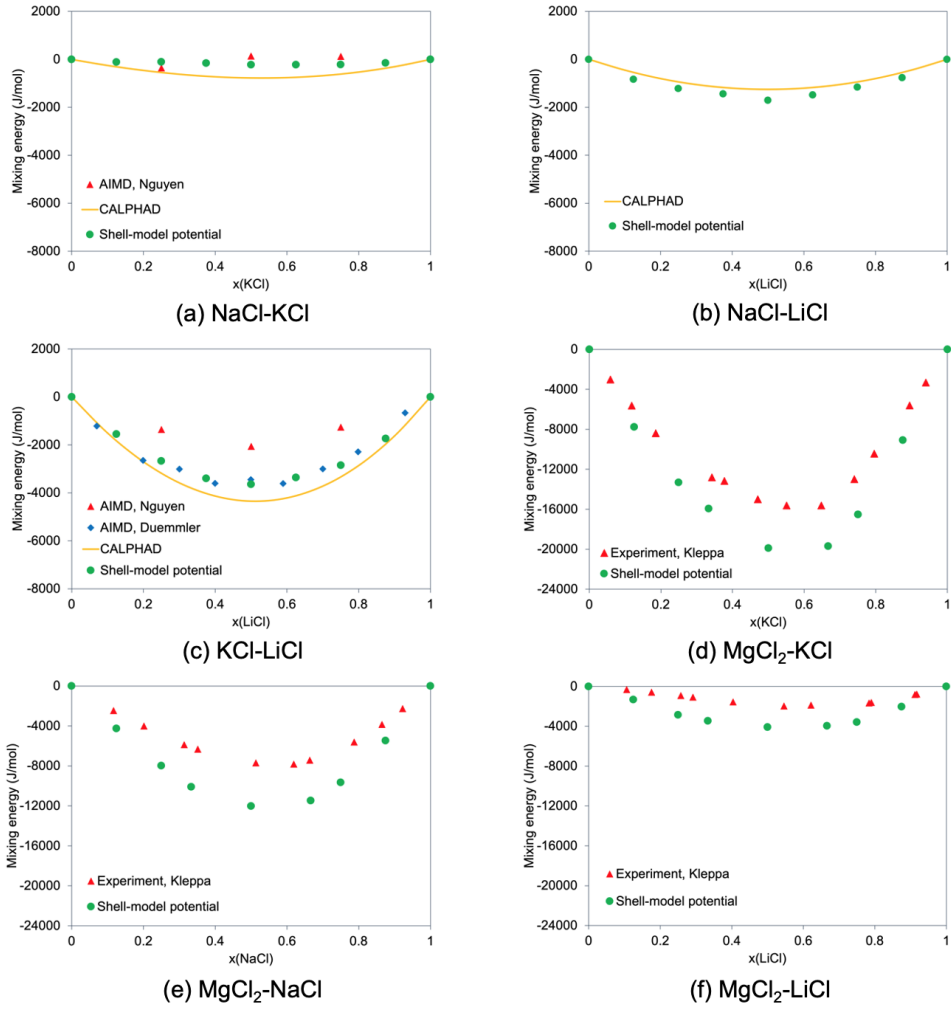 2000
0
-2000
-4000
-6000
-8000
Mixing energy (J/mol)
AIMD, Nguyen
CALPHAD
Shell-model potential
0 0.2 0.4 0.6 0.8 1
x(KCl)
(a) NaCl-KCl
2000
0
-2000
-4000
-6000
-8000
Mixing energy (J/mol)
CALPHAD
Shell-model potential
0 0.2 0.4 0.6 0.8 1
x(LiCl)
(b) NaCl-LiCl
2000
0
-2000
-4000
-6000
-8000
Mixing energy (J/mol)
AIMD, Nguyen
AIMD, Duemmler
CALPHAD
Shell-model potential
0 0.2 0.4 0.6 0.8 1
x(LiCl)
(c) KCl-LiCl
0
-4000
-8000
-12000
-16000
-20000
-24000
Mixing energy (J/mol)
Experiment, Kleppa
Shell-model potential
0 0.2 0.4 0.6 0.8 1
x(KCl)
(d) MgCl₂-KCl
0
-4000
-8000
-12000
-16000
-20000
-24000
Mixing energy (J/mol)
Experiment, Kleppa
Shell-model potential
0 0.2 0.4 0.6 0.8 1
x(NaCl)
(e) MgCl₂-NaCl
0
-4000
-8000
-12000
-16000
-20000
-24000
Mixing energy (J/mol)
Experiment, Kleppa
Shell-model potential
0 0.2 0.4 0.6 0.8 1
x(LiCl)
(f) MgCl₂-LiCl